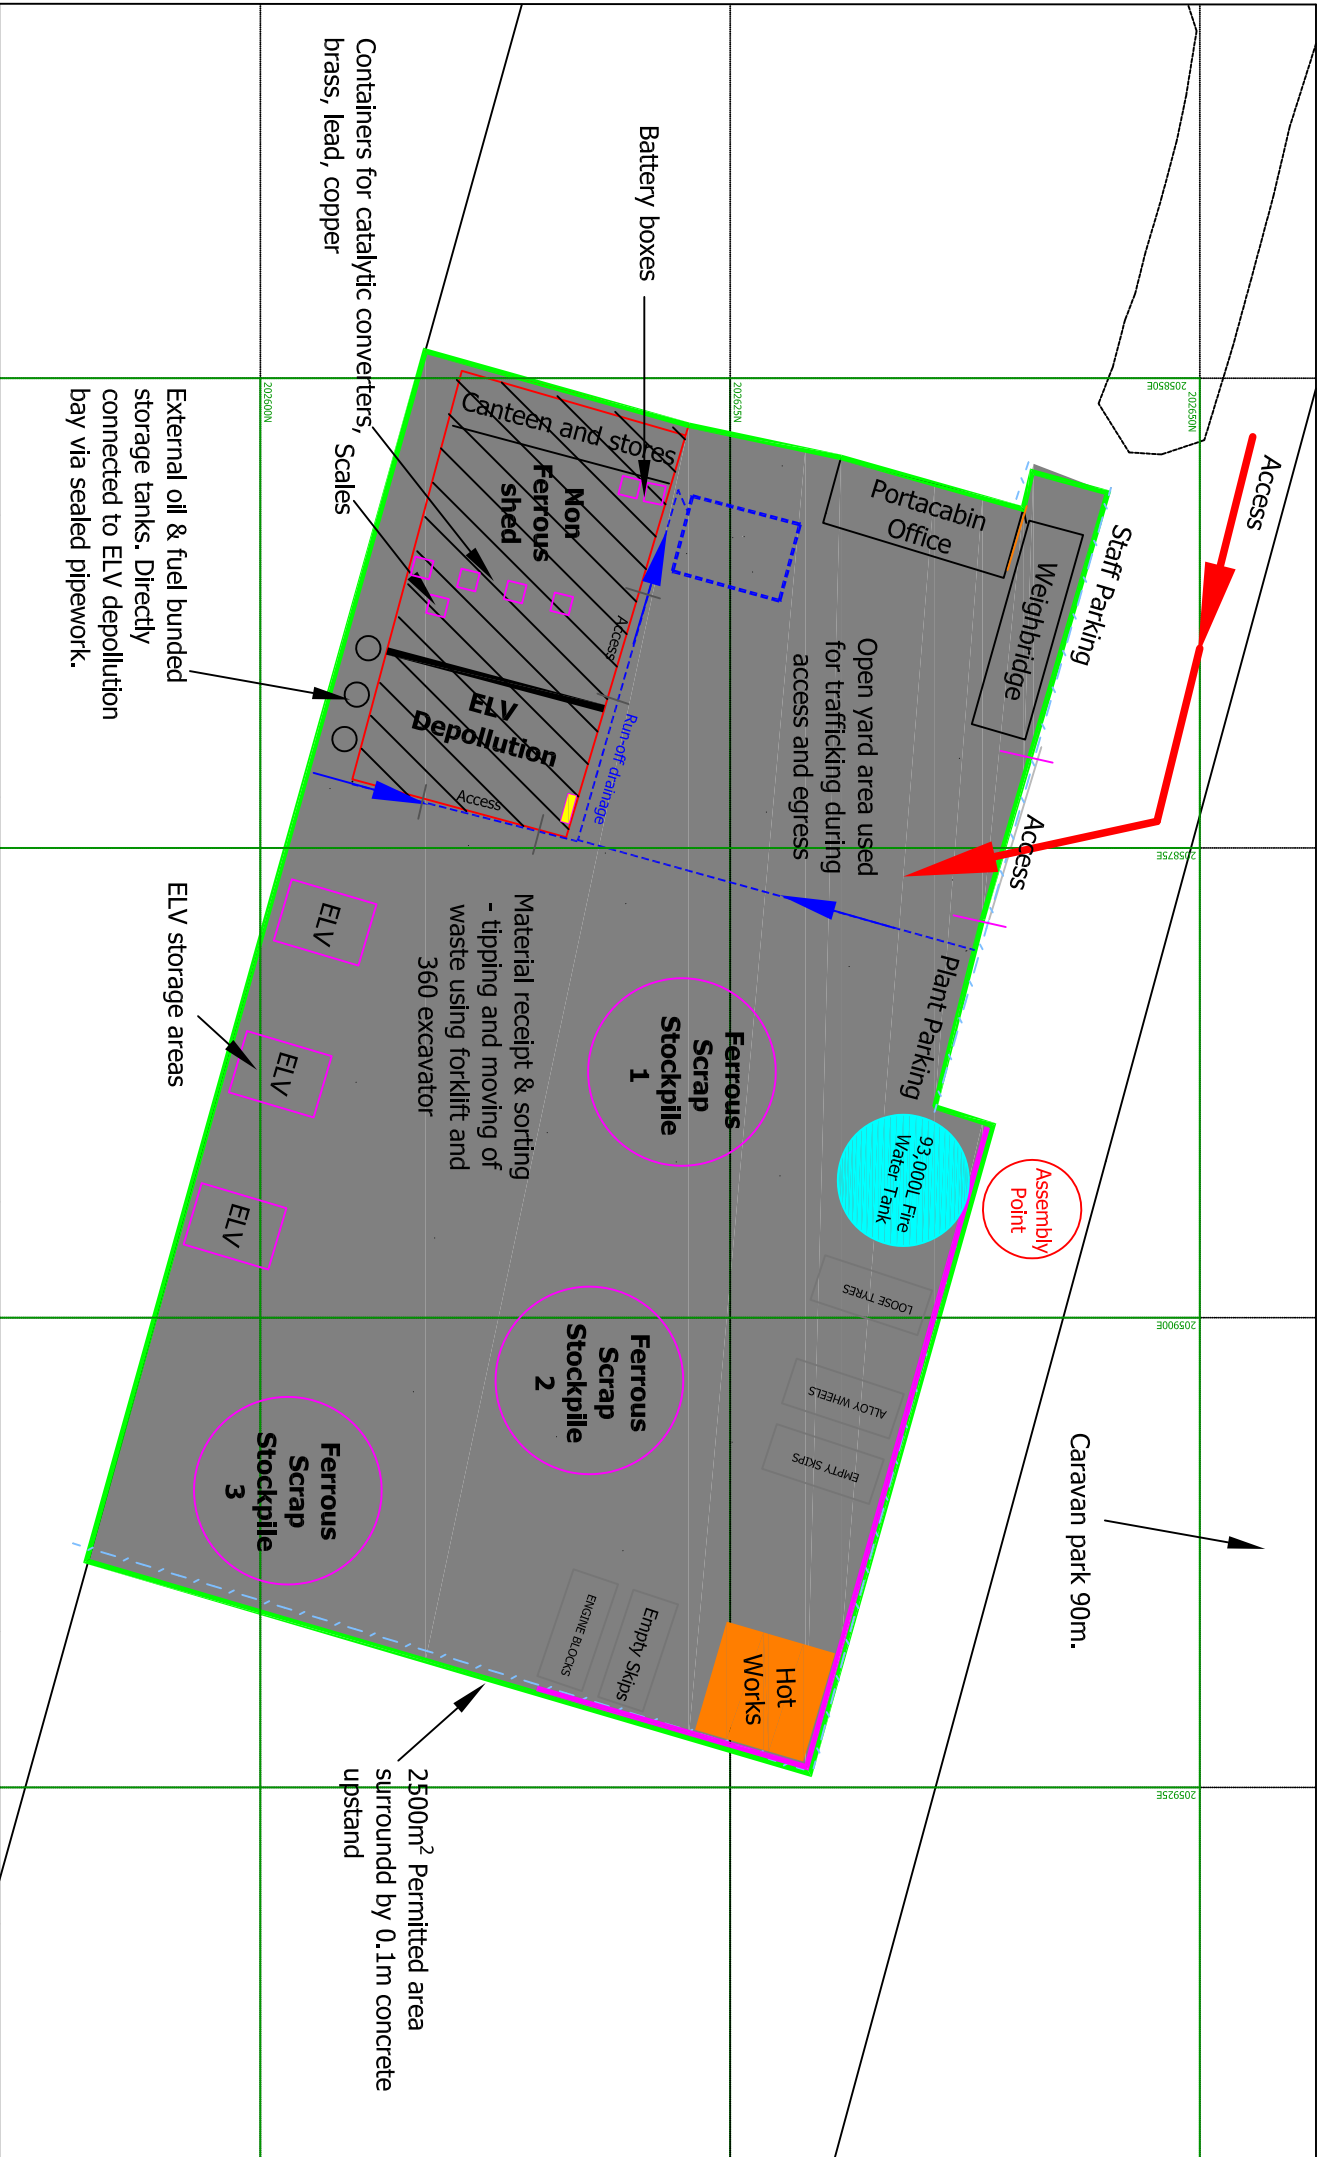 Access
Staff Parking
Weighbridge
Portacabin
Office
Battery boxes
Containers for catalytic converters,
brass, lead, copper
Scales
Canteen and stores
Non
Ferrous
shed
Access
ELV
Depollution
Access
Run-off drainage
External oil & fuel bunded
storage tanks. Directly
connected to ELV depollution
bay via sealed pipework.
Open yard area used
for trafficking during
access and egress
Access
Plant Parking
93,000L Fire
Water Tank
Assembly
Point
Material receipt & sorting
- tipping and moving of
waste using forklift and
360 excavator
Ferrous
Scrap
Stockpile
1
Ferrous
Scrap
Stockpile
2
Ferrous
Scrap
Stockpile
3
ELV
ELV
ELV
ELV storage areas
LOOSE TYRES
ALLOY WHEELS
EMPTY SKIPS
ENGINE BLOCKS
Empty Skips
Hot
Works
Caravan park 90m.
2500m² Permitted area
surroundd by 0.1m concrete
upstand
202600N
202625N
202650N
205850E
205875E
205900E
205925E